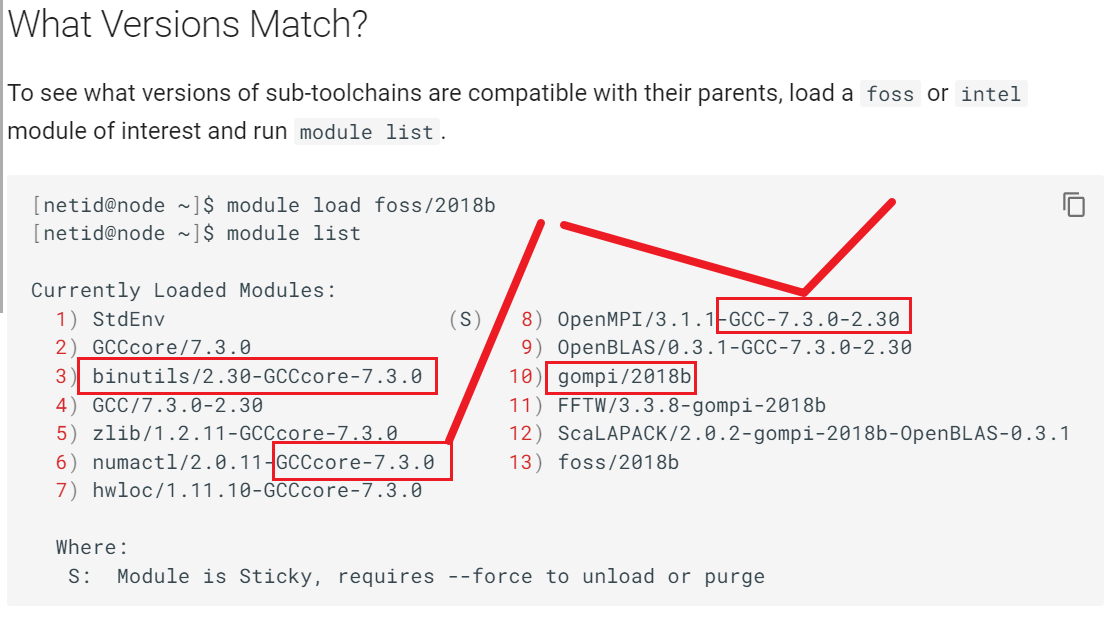 What Versions Match?
To see what versions of sub-toolchains are compatible with their parents, load a foss or intel
module of interest and run module list.
[netid@node ~]$ module load foss/2018b
[netid@node ~]$ module list
Currently Loaded Modules:
1) StdEnv (S) 8) OpenMPI/3.1.1-GCC-7.3.0-2.30
2) GCCcore/7.3.0 9) OpenBLAS/0.3.1-GCC-7.3.0-2.30
3) binutils/2.30-GCCcore-7.3.0 10) gompi/2018b
4) GCC/7.3.0-2.30 11) FFTW/3.3.8-gompi-2018b
5) zlib/1.2.11-GCCcore-7.3.0 12) ScaLAPACK/2.0.2-gompi-2018b-OpenBLAS-0.3.1
6) numactl/2.0.11-GCCcore-7.3.0 13) foss/2018b
7) hwloc/1.11.10-GCCcore-7.3.0
Where:
S: Module is Sticky, requires --force to unload or purge